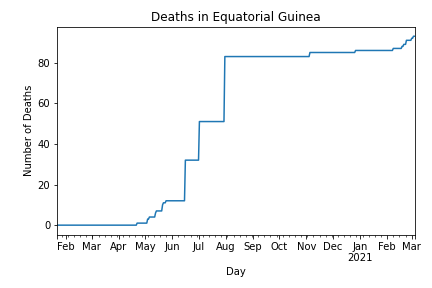 Deaths in Equatorial Guinea
Number of Deaths
80
60
40
20
0
Feb Mar Apr May Jun Jul Aug Sep Oct Nov Dec Jan Feb Mar
2021
Day